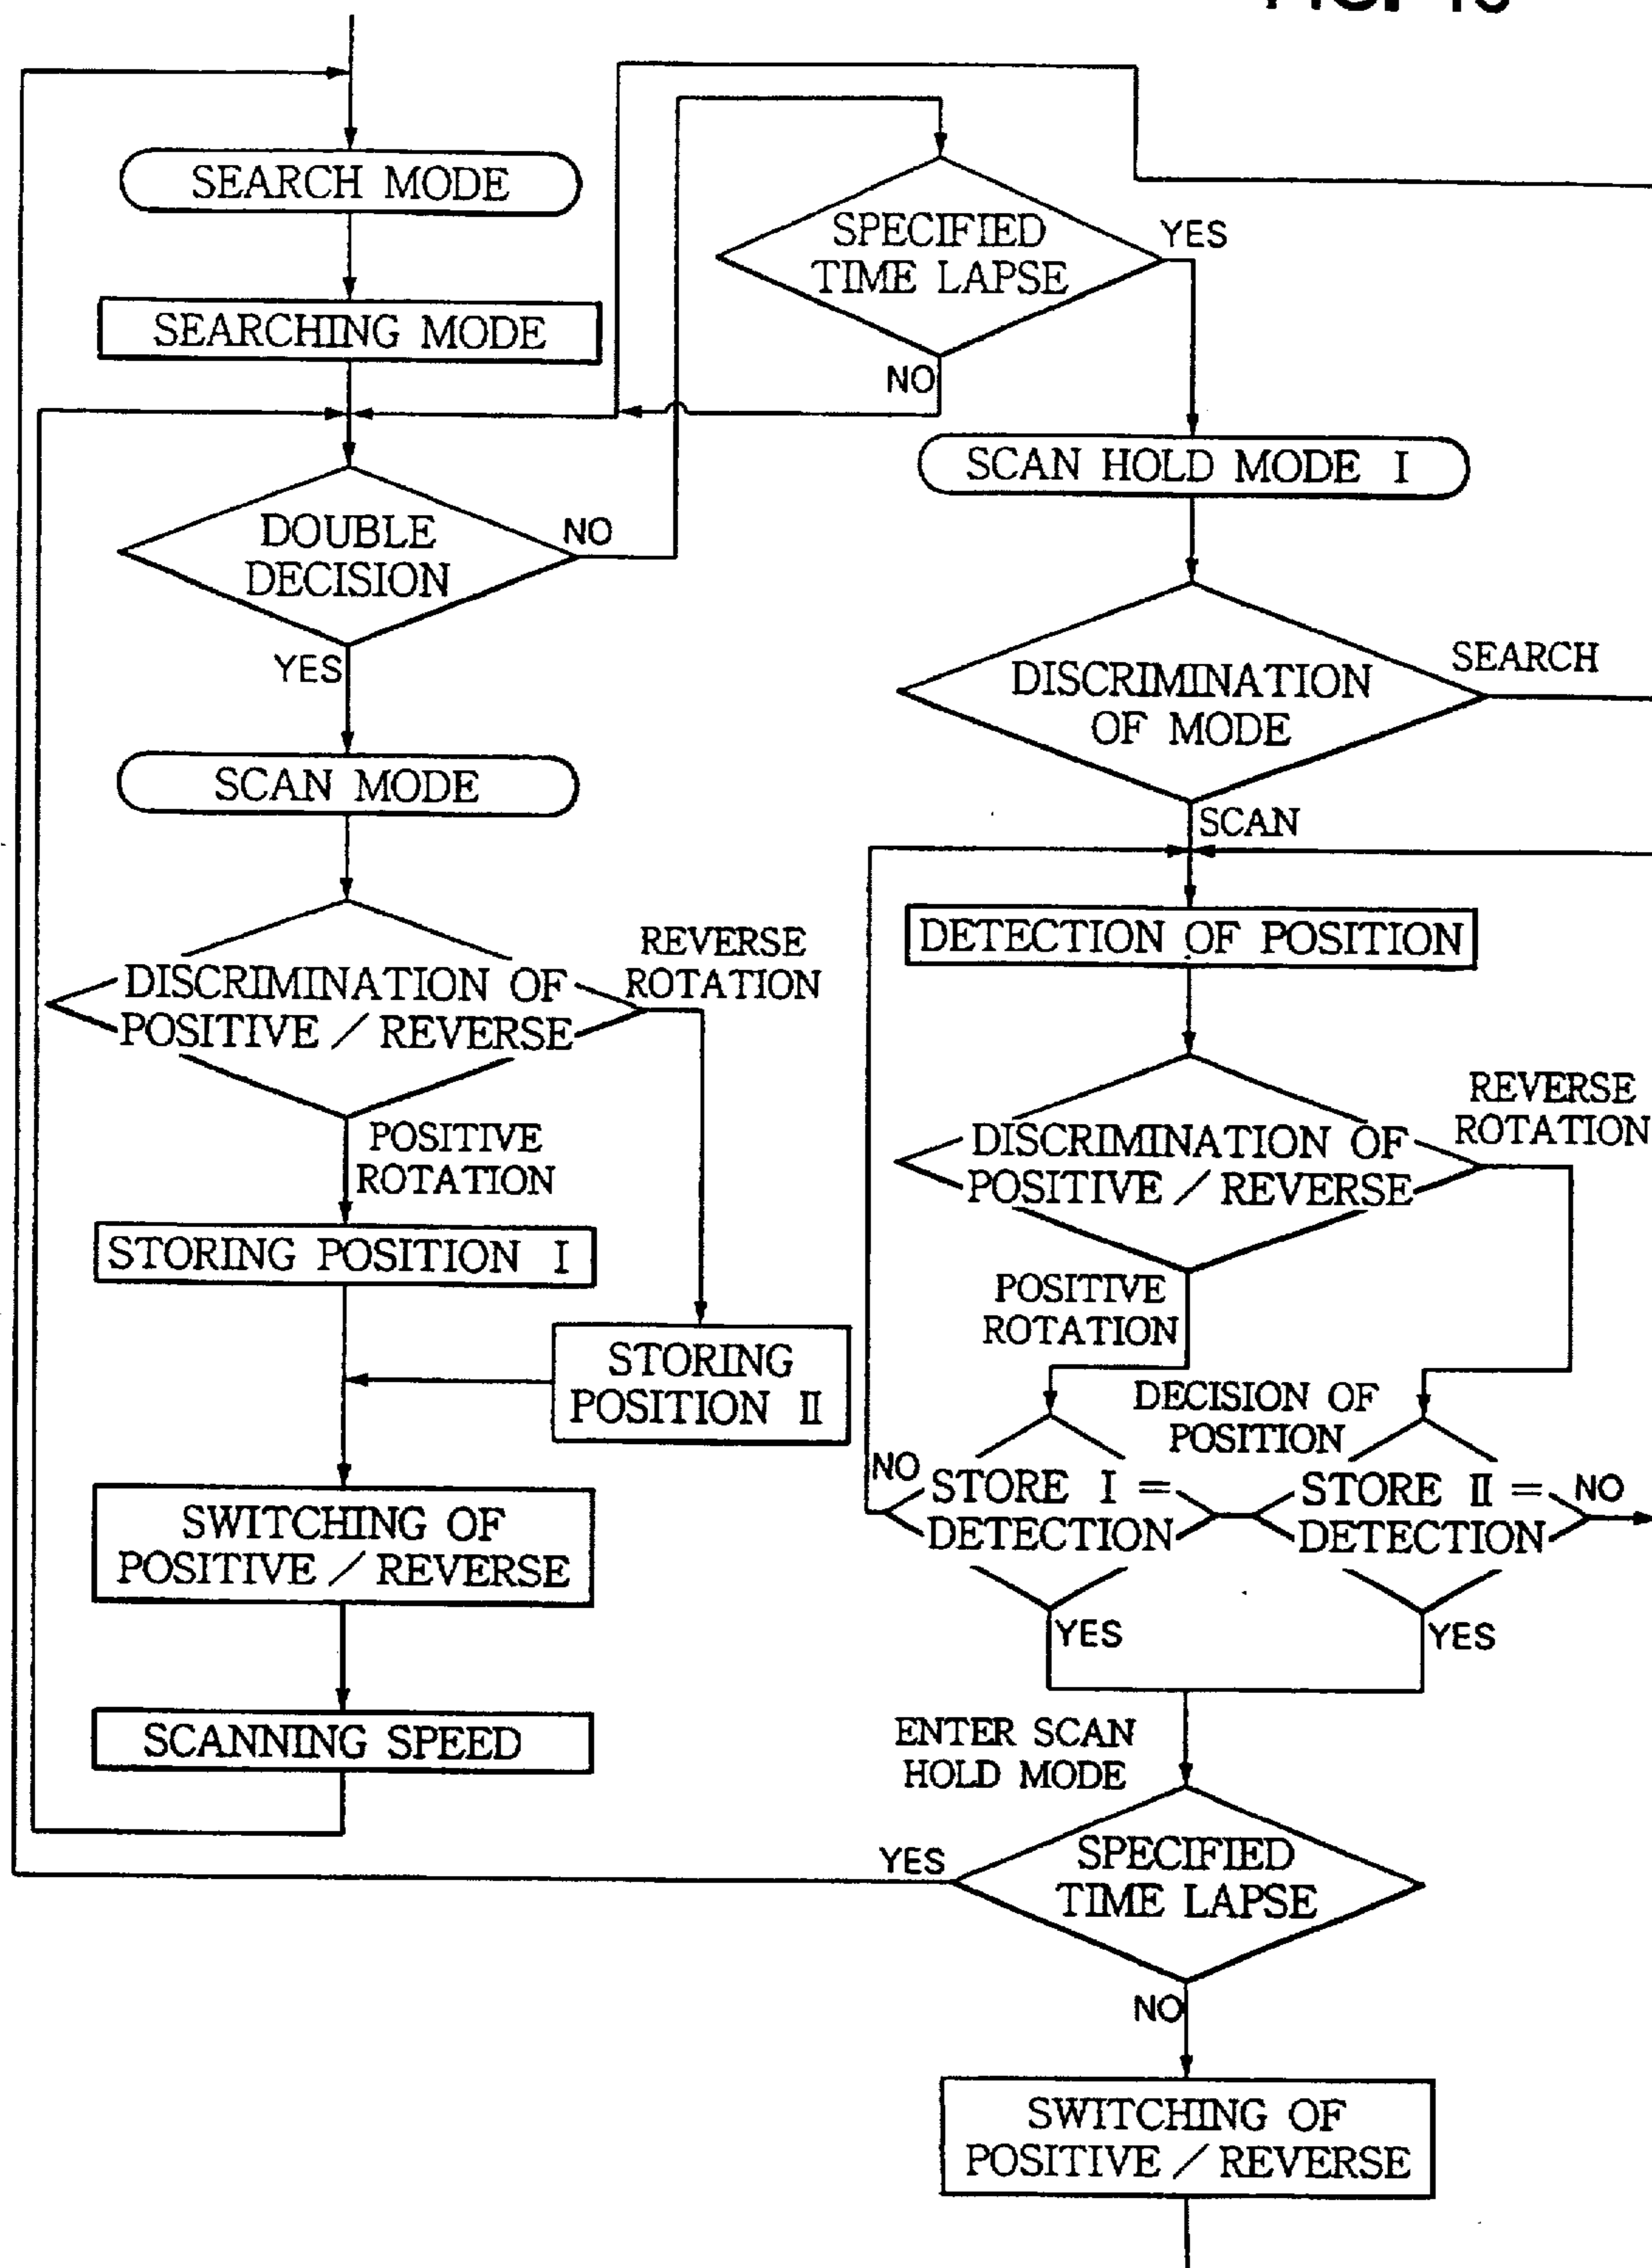 SEARCH MODE
SEARCHING MODE
DOUBLE
DECISION
NO
YES
SCAN MODE
DISCRIMINATION OF
POSITIVE / REVERSE
REVERSE
ROTATION
POSITIVE
ROTATION
STORING POSITION I
STORING
POSITION II
SWITCHING OF
POSITIVE / REVERSE
SCANNING SPEED
SPECIFIED
TIME LAPSE
YES
NO
SCAN HOLD MODE I
DISCRIMINATION
OF MODE
SEARCH
SCAN
DETECTION OF POSITION
DISCRIMINATION OF
POSITIVE / REVERSE
REVERSE
ROTATION
POSITIVE
ROTATION
DECISION OF
POSITION
NO
STORE I =
DETECTION
STORE II =
DETECTION
NO
YES
YES
ENTER SCAN
HOLD MODE
SPECIFIED
TIME LAPSE
YES
NO
SWITCHING OF
POSITIVE / REVERSE